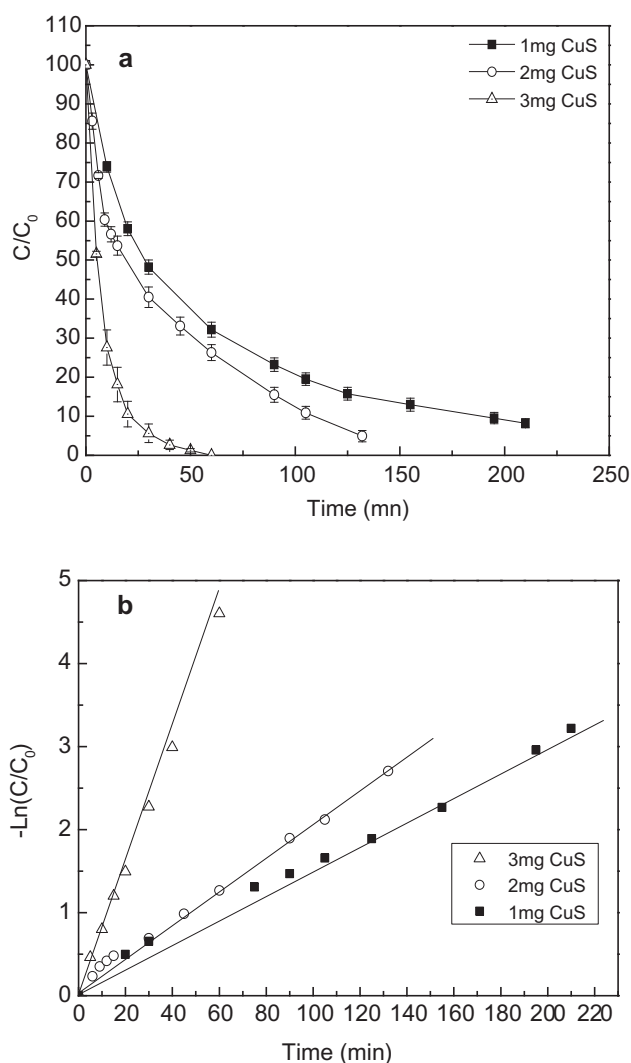 110
100
90
80
70
60
50
40
30
20
10
0
C/C₀
a
1mg CuS
2mg CuS
3mg CuS
0 50 100 150 200 250
Time (mn)
5
4
3
2
1
0
-Ln(C/C₀)
b
3mg CuS
2mg CuS
1mg CuS
0 20 40 60 80 100 120 140 160 180 200 220
Time (min)